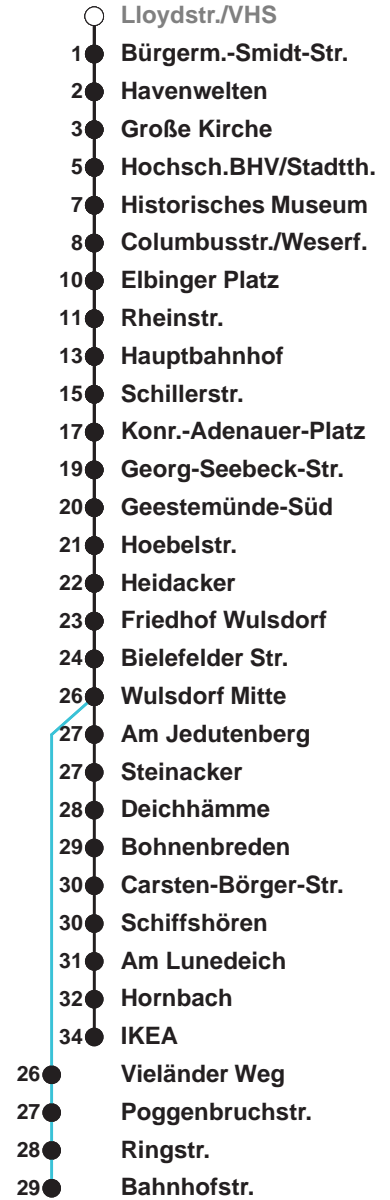 Lloydstr./VHS
1 Bürgerm.-Smidt-Str.
2 Havenwelten
3 Große Kirche
5 Hochsch.BHV/Stadtth.
7 Historisches Museum
8 Columbusstr./Weserf.
10 Elbinger Platz
11 Rheinstr.
13 Hauptbahnhof
15 Schillerstr.
17 Konr.-Adenauer-Platz
19 Georg-Seebeck-Str.
20 Geestemünde-Süd
21 Hoebelstr.
22 Heidacker
23 Friedhof Wulsdorf
24 Bielefelder Str.
26 Wulsdorf Mitte
27 Am Jedutenberg
27 Steinacker
28 Deichhämme
29 Bohnenbreden
30 Carsten-Börger-Str.
30 Schiffshören
31 Am Lunedeich
32 Hornbach
34 IKEA
26 Vieländer Weg
27 Poggenbruchstr.
28 Ringstr.
29 Bahnhofstr.